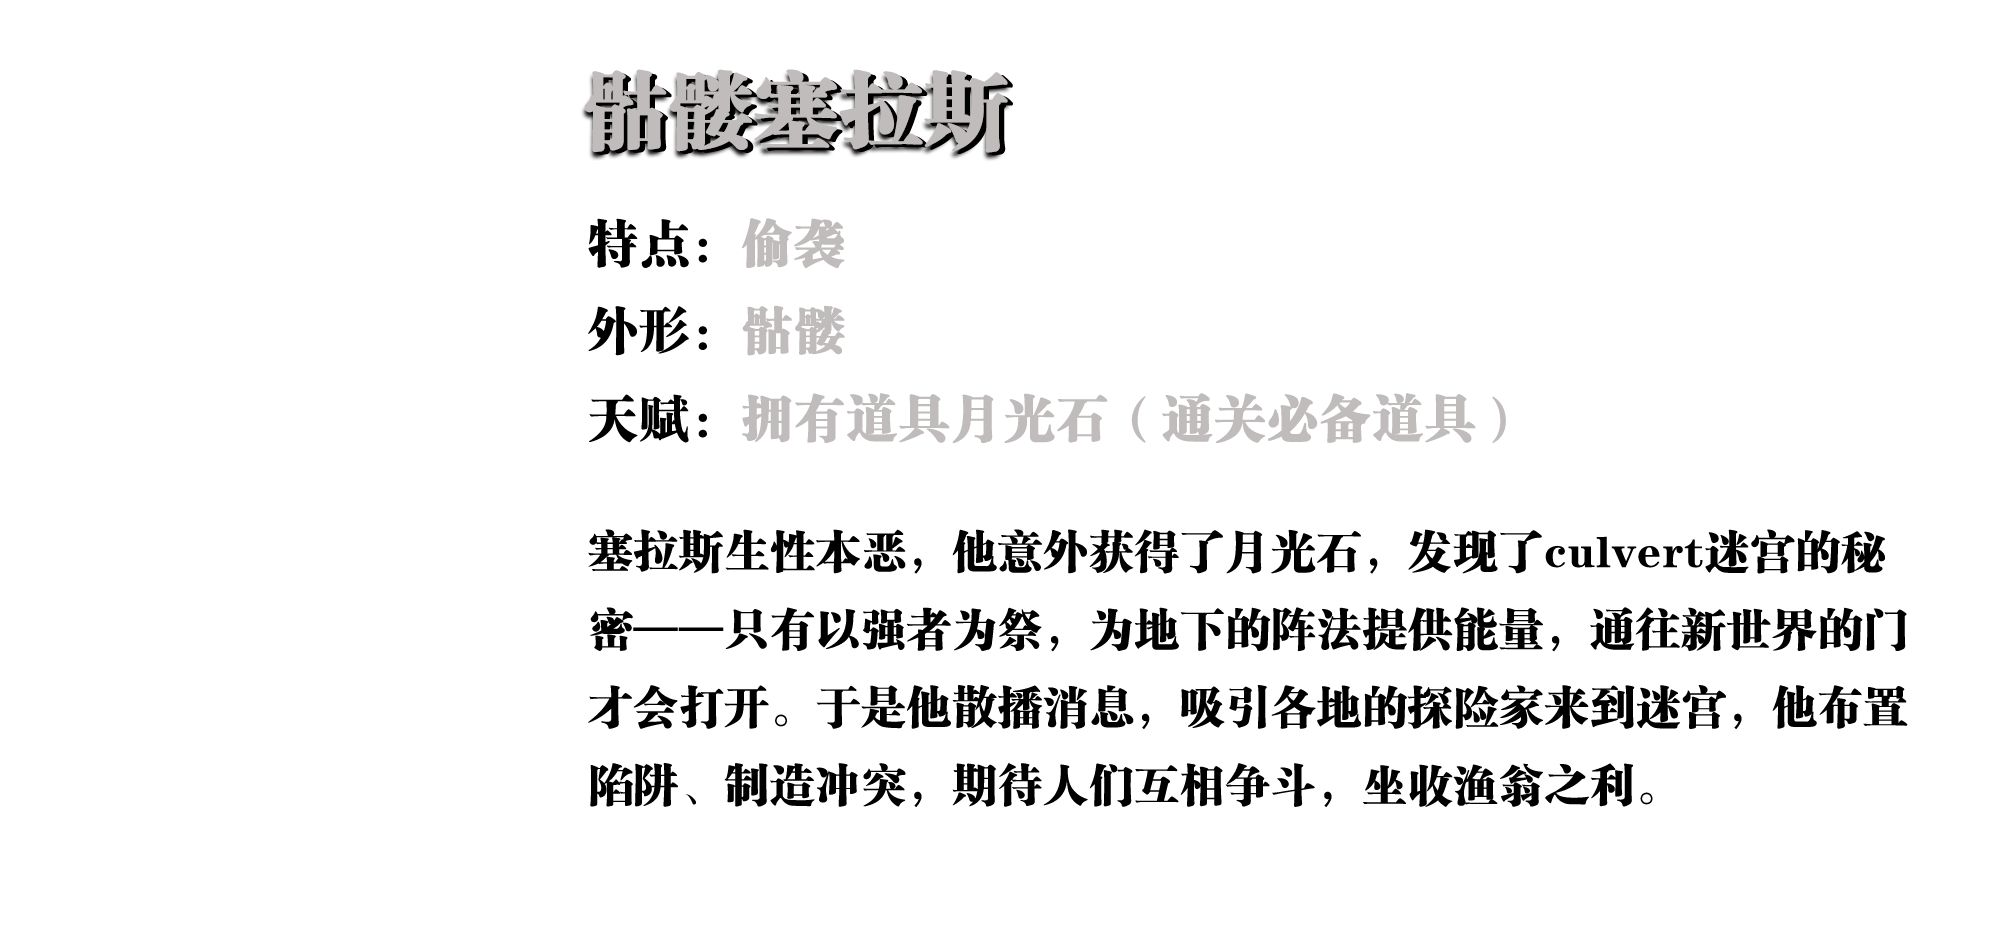 骷髅塞拉斯
特点：偷袭
外形：骷髅
天赋：拥有道具月光石（通关必备道具）
塞拉斯生性本恶，他意外获得了月光石，发现了culvert迷宫的秘
密——只有以强者为祭，为地下的阵法提供能量，通往新世界的门
才会打开。于是他散播消息，吸引各地的探险家来到迷宫，他布置
陷阱、制造冲突，期待人们互相争斗，坐收渔翁之利。